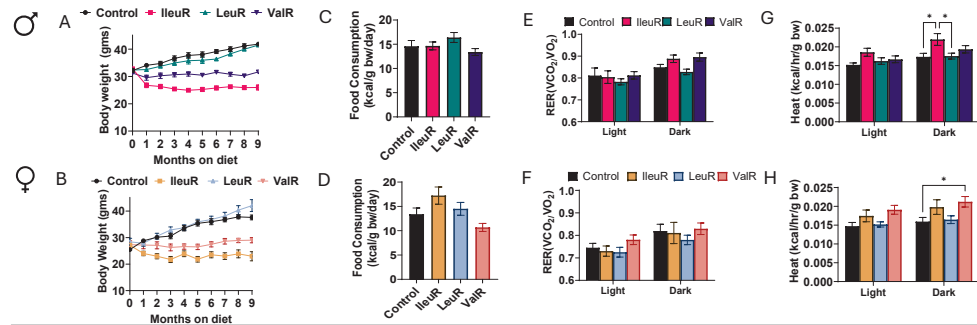 ♂
A
Control IleuR LeuR ValR
Body weight (gms)
40
30
20
10
0 1 2 3 4 5 6 7 8 9
Months on diet
C
Food Consumption
(kcal/g bw/day)
25
20
15
10
5
0
Control
IleuR
LeuR
ValR
E
Control IleuR LeuR ValR
RER(VCO2,VO2)
1.0
0.9
0.8
0.7
0.6
Light Dark
G
Heat (kcal/hr/g bw)
0.025
0.020
0.015
0.010
0.005
0.000
* *
Light Dark
♀
B
Control IleuR LeuR ValR
Body Weight (gms)
40
30
20
10
0 1 2 3 4 5 6 7 8 9
Months on diet
D
Food Consumption
(kcal/g bw/day)
20
15
10
5
0
Control
IleuR
LeuR
ValR
F
Control IleuR LeuR ValR
RER(VCO2,VO2)
1.0
0.9
0.8
0.7
0.6
Light Dark
H
Heat (kcal/hr/g bw
0.025
0.020
0.015
0.010
0.005
0.000
*
Light Dark